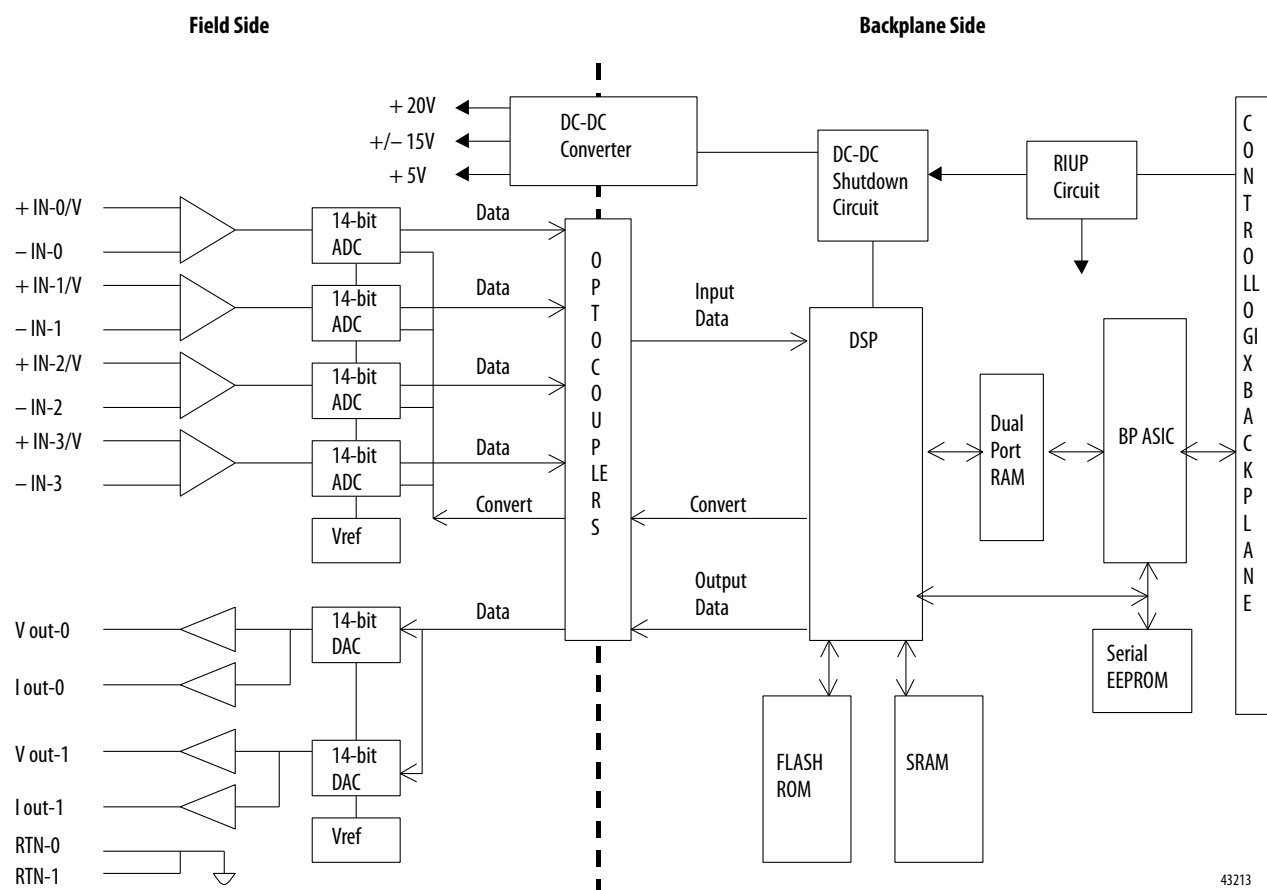 Field Side
Backplane Side
+ 20V
+/– 15V
+ 5V
DC-DC
Converter
DC-DC
Shutdown
Circuit
RIUP
Circuit
CONTROLLOGIXBACKPLANE
+ IN-0/V
– IN-0
+ IN-1/V
– IN-1
+ IN-2/V
– IN-2
+ IN-3/V
– IN-3
14-bit
ADC
14-bit
ADC
14-bit
ADC
14-bit
ADC
Vref
Data
Data
Data
Data
Convert
OPTOCOUPLERS
Input
Data
Convert
Output
Data
DSP
Dual
Port
RAM
BP ASIC
Serial
EEPROM
FLASH
ROM
SRAM
V out-0
I out-0
V out-1
I out-1
RTN-0
RTN-1
14-bit
DAC
Data
14-bit
DAC
Vref
43213